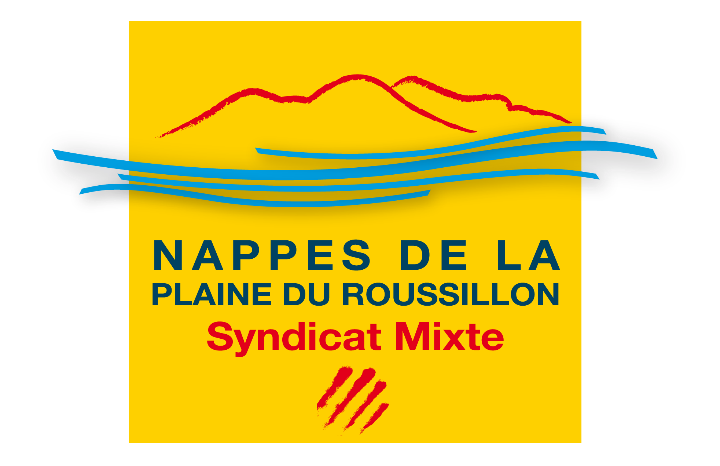 NAPPES DE LA
PLAINE DU ROUSSILLON
Syndicat Mixte